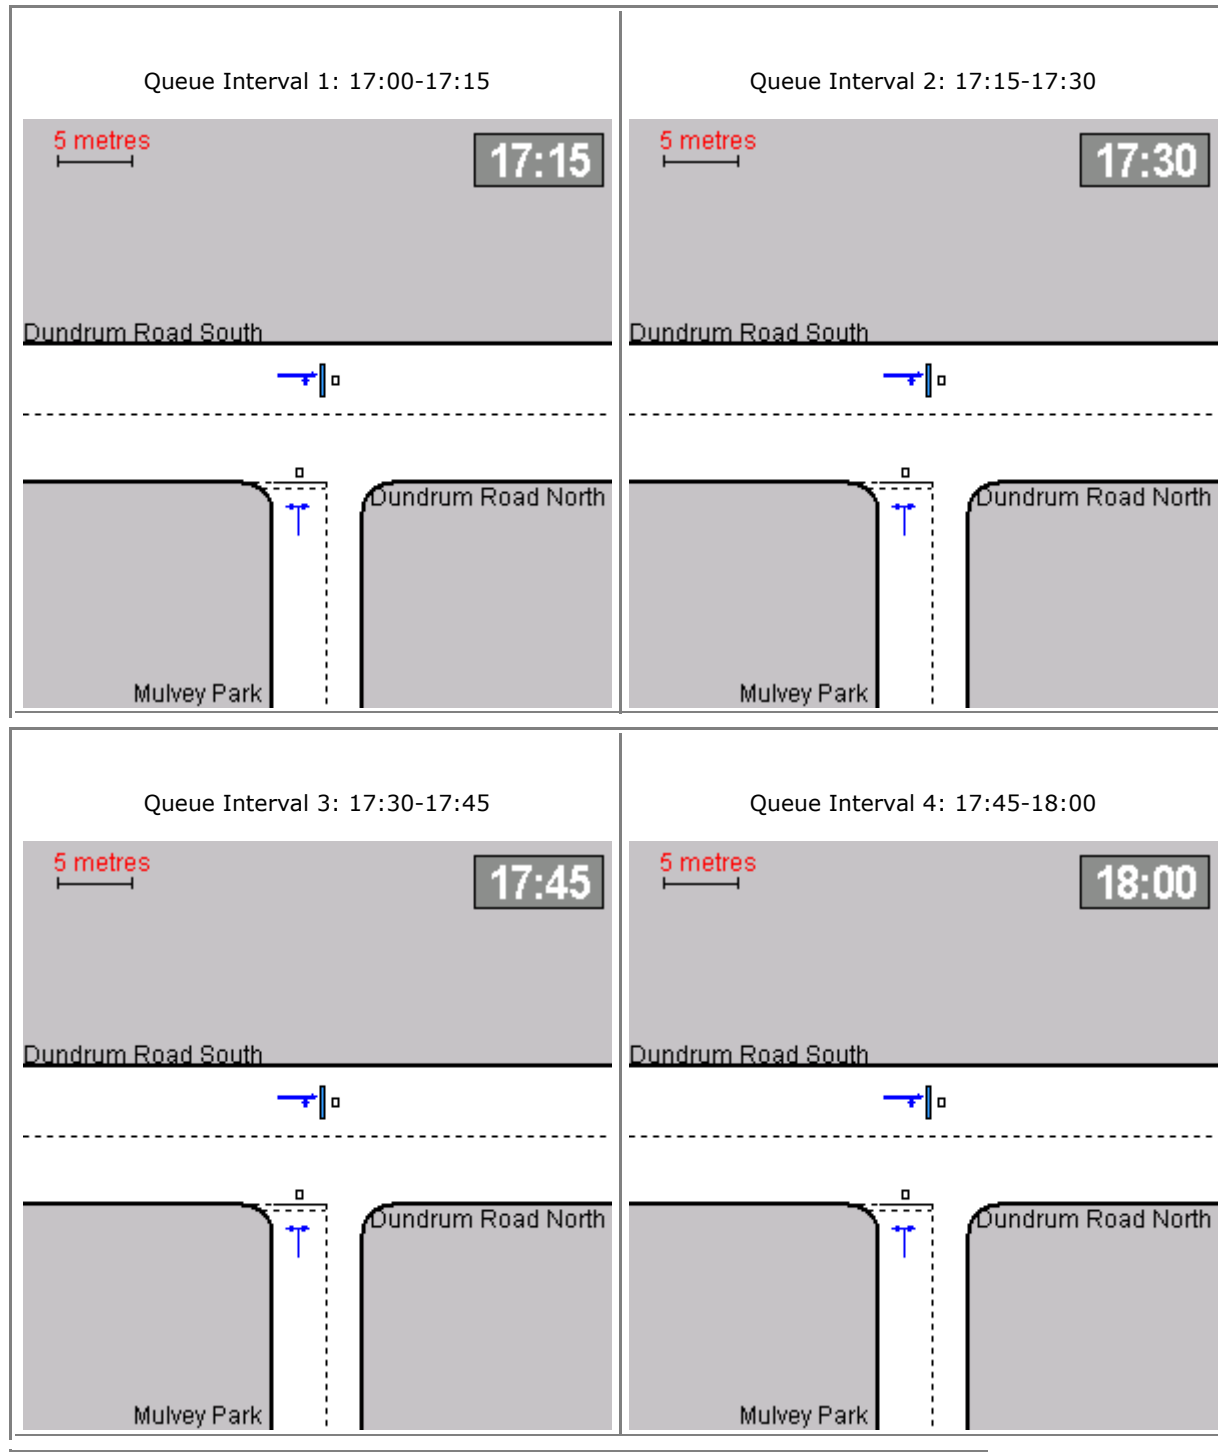 Queue Interval 1: 17:00-17:15
5 metres
17:15
Dundrum Road South
Dundrum Road North
Mulvey Park
Queue Interval 2: 17:15-17:30
5 metres
17:30
Dundrum Road South
Dundrum Road North
Mulvey Park
Queue Interval 3: 17:30-17:45
5 metres
17:45
Dundrum Road South
Dundrum Road North
Mulvey Park
Queue Interval 4: 17:45-18:00
5 metres
18:00
Dundrum Road South
Dundrum Road North
Mulvey Park